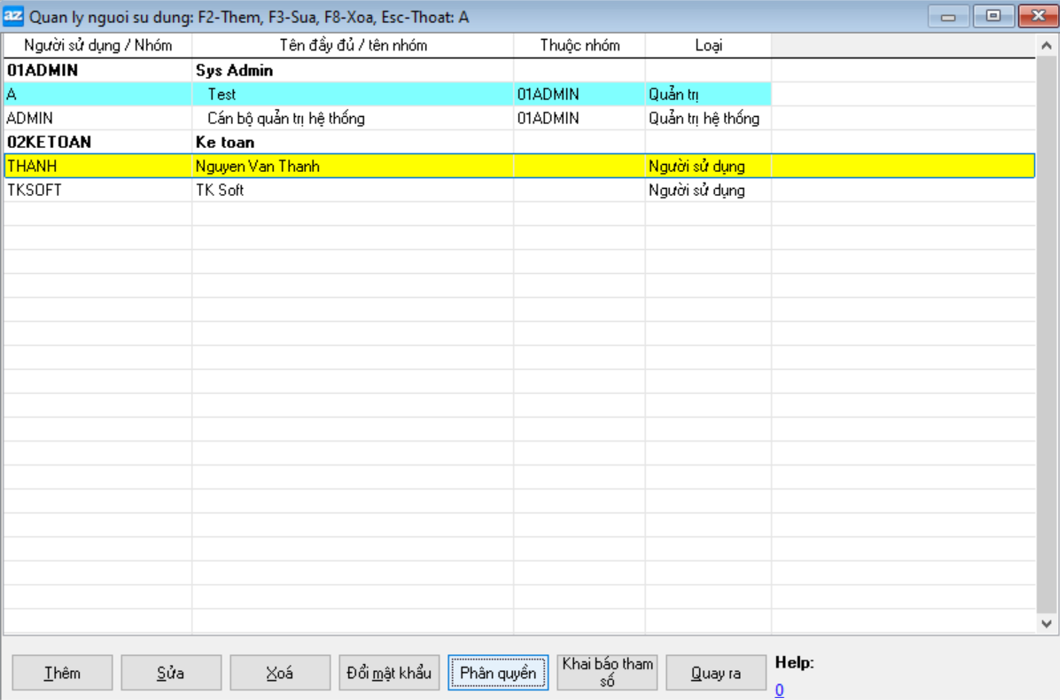 az Quan ly nguoi su dung: F2-Them, F3-Sua, F8-Xoa, Esc-Thoat: A
Người sử dụng / Nhóm Tên đầy đủ / tên nhóm Thuộc nhóm Loại
01ADMIN Sys Admin
A Test 01ADMIN Quản trị
ADMIN Cán bộ quản trị hệ thống 01ADMIN Quản trị hệ thống
02KETOAN Ke toan
THANH Nguyen Van Thanh Người sử dụng
TKSOFT TK Soft Người sử dụng
Thêm Sửa Xoá Đổi mật khẩu Phân quyền Khai báo tham số Quay ra Help:
0